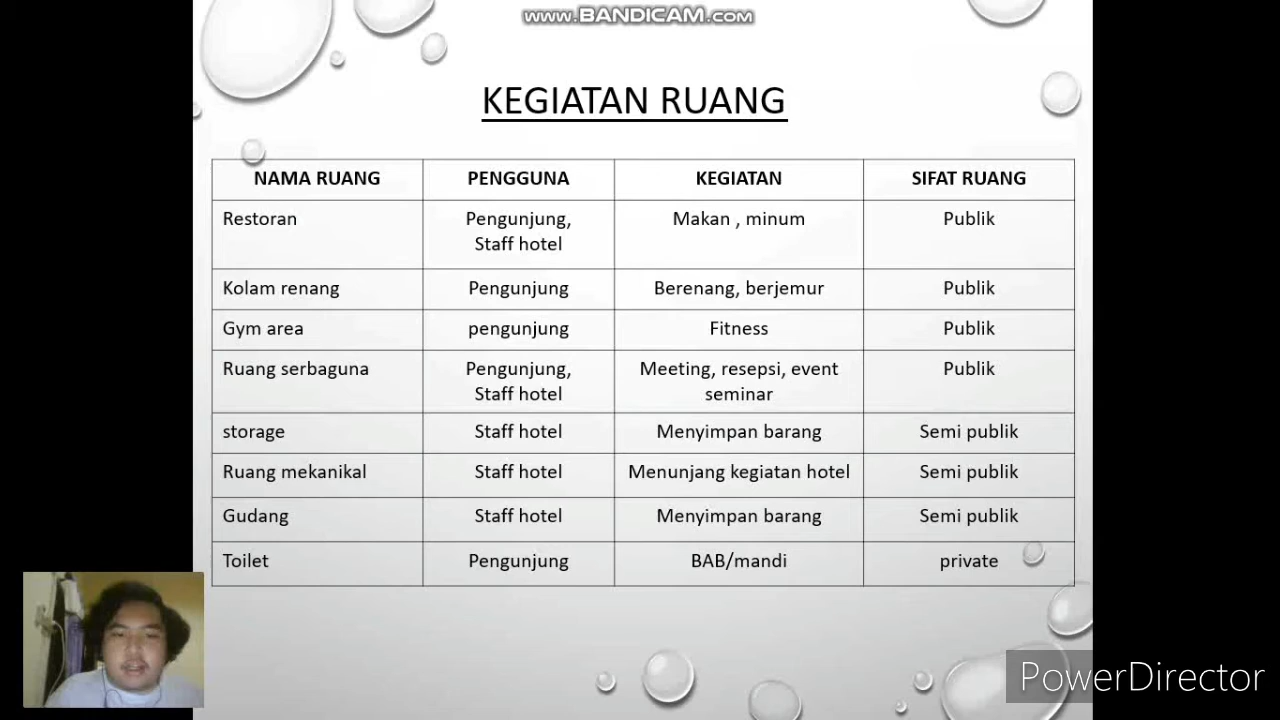 www.BANDICAM.com
KEGIATAN RUANG
NAMA RUANG PENGGUNA KEGIATAN SIFAT RUANG
Restoran Pengunjung, Makan , minum Publik
Staff hotel
Kolam renang Pengunjung Berenang, berjemur Publik
Gym area pengunjung Fitness Publik
Ruang serbaguna Pengunjung, Meeting, resepsi, event Publik
Staff hotel seminar
storage Staff hotel Menyimpan barang Semi publik
Ruang mekanikal Staff hotel Menunjang kegiatan hotel Semi publik
Gudang Staff hotel Menyimpan barang Semi publik
Toilet Pengunjung BAB/mandi private
PowerDirector